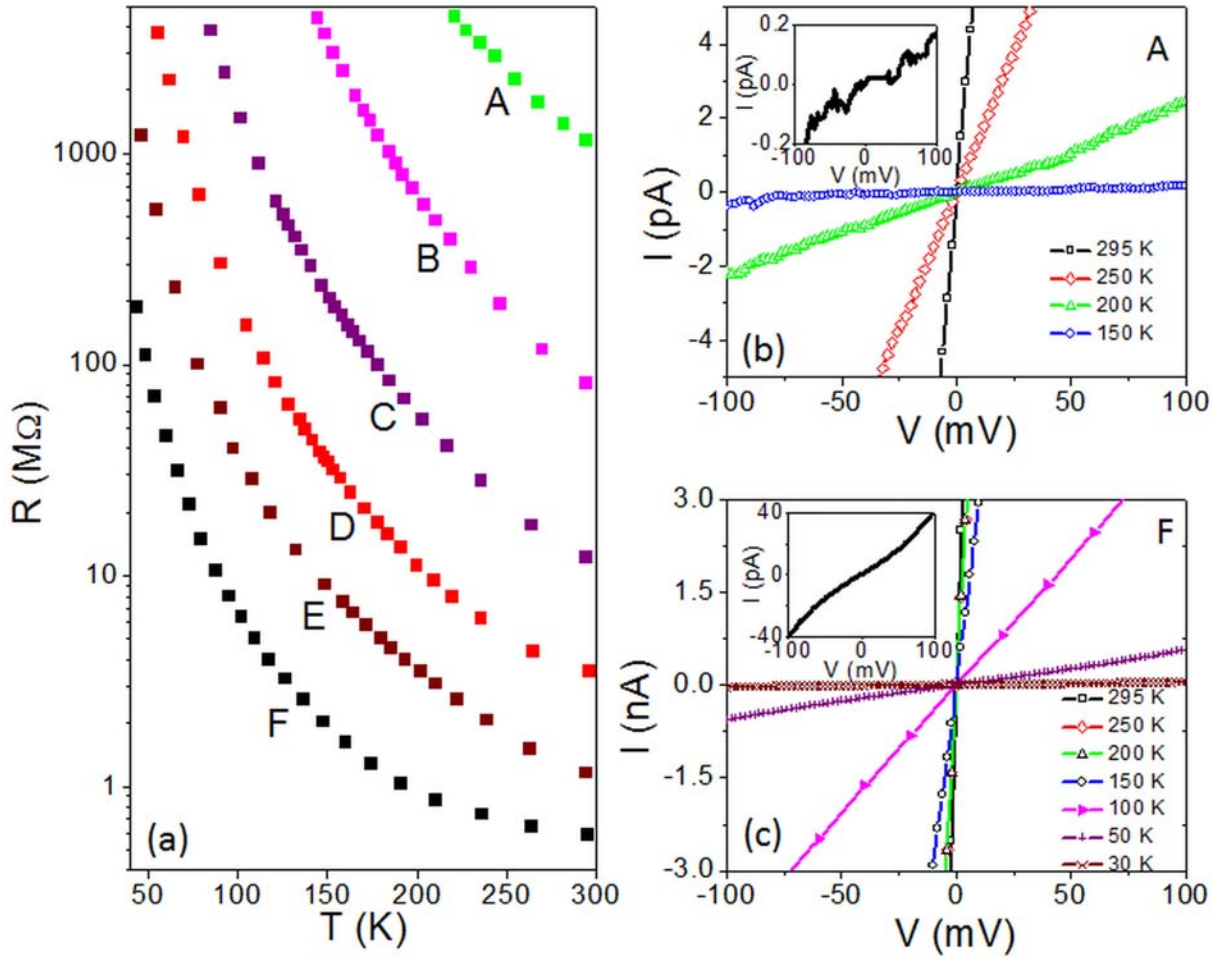 1000
100
10
1
R (MΩ)
50 100 150 200 250 300
T (K)
A
B
C
D
E
F
(a)
4
2
0
-2
-4
I (pA)
-100 -50 0 50 100
V (mV)
A
(b)
295 K
250 K
200 K
150 K
0.2
0.0
-0.2
I (pA)
-100 0 100
V (mV)
3.0
1.5
0.0
-1.5
-3.0
I (nA)
-100 -50 0 50 100
V (mV)
F
(c)
295 K
250 K
200 K
150 K
100 K
50 K
30 K
40
0
-40
I (pA)
-100 0 100
V (mV)